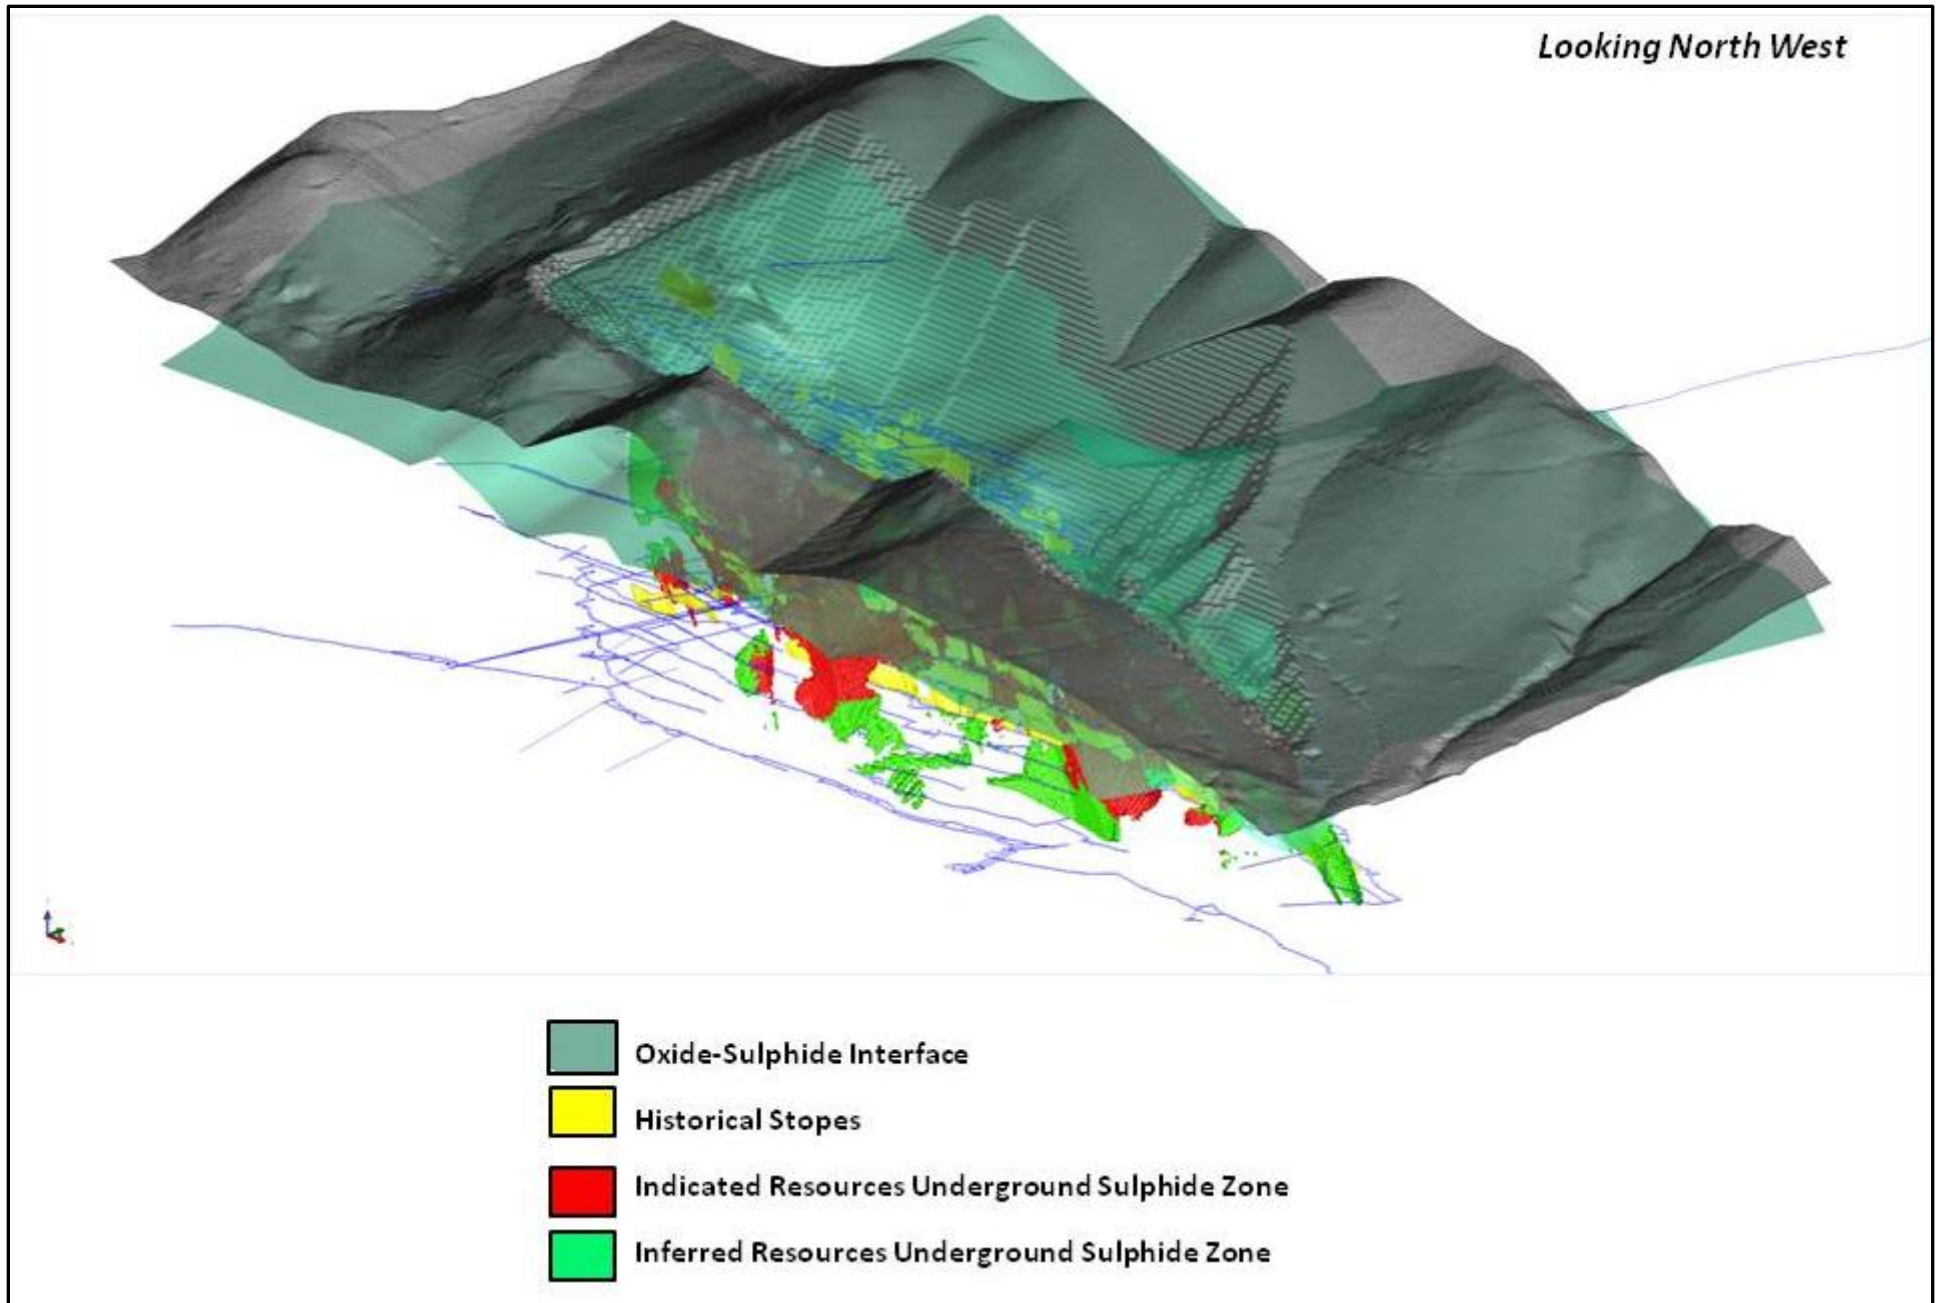 Looking North West
Oxide-Sulphide Interface
Historical Stopes
Indicated Resources Underground Sulphide Zone
Inferred Resources Underground Sulphide Zone